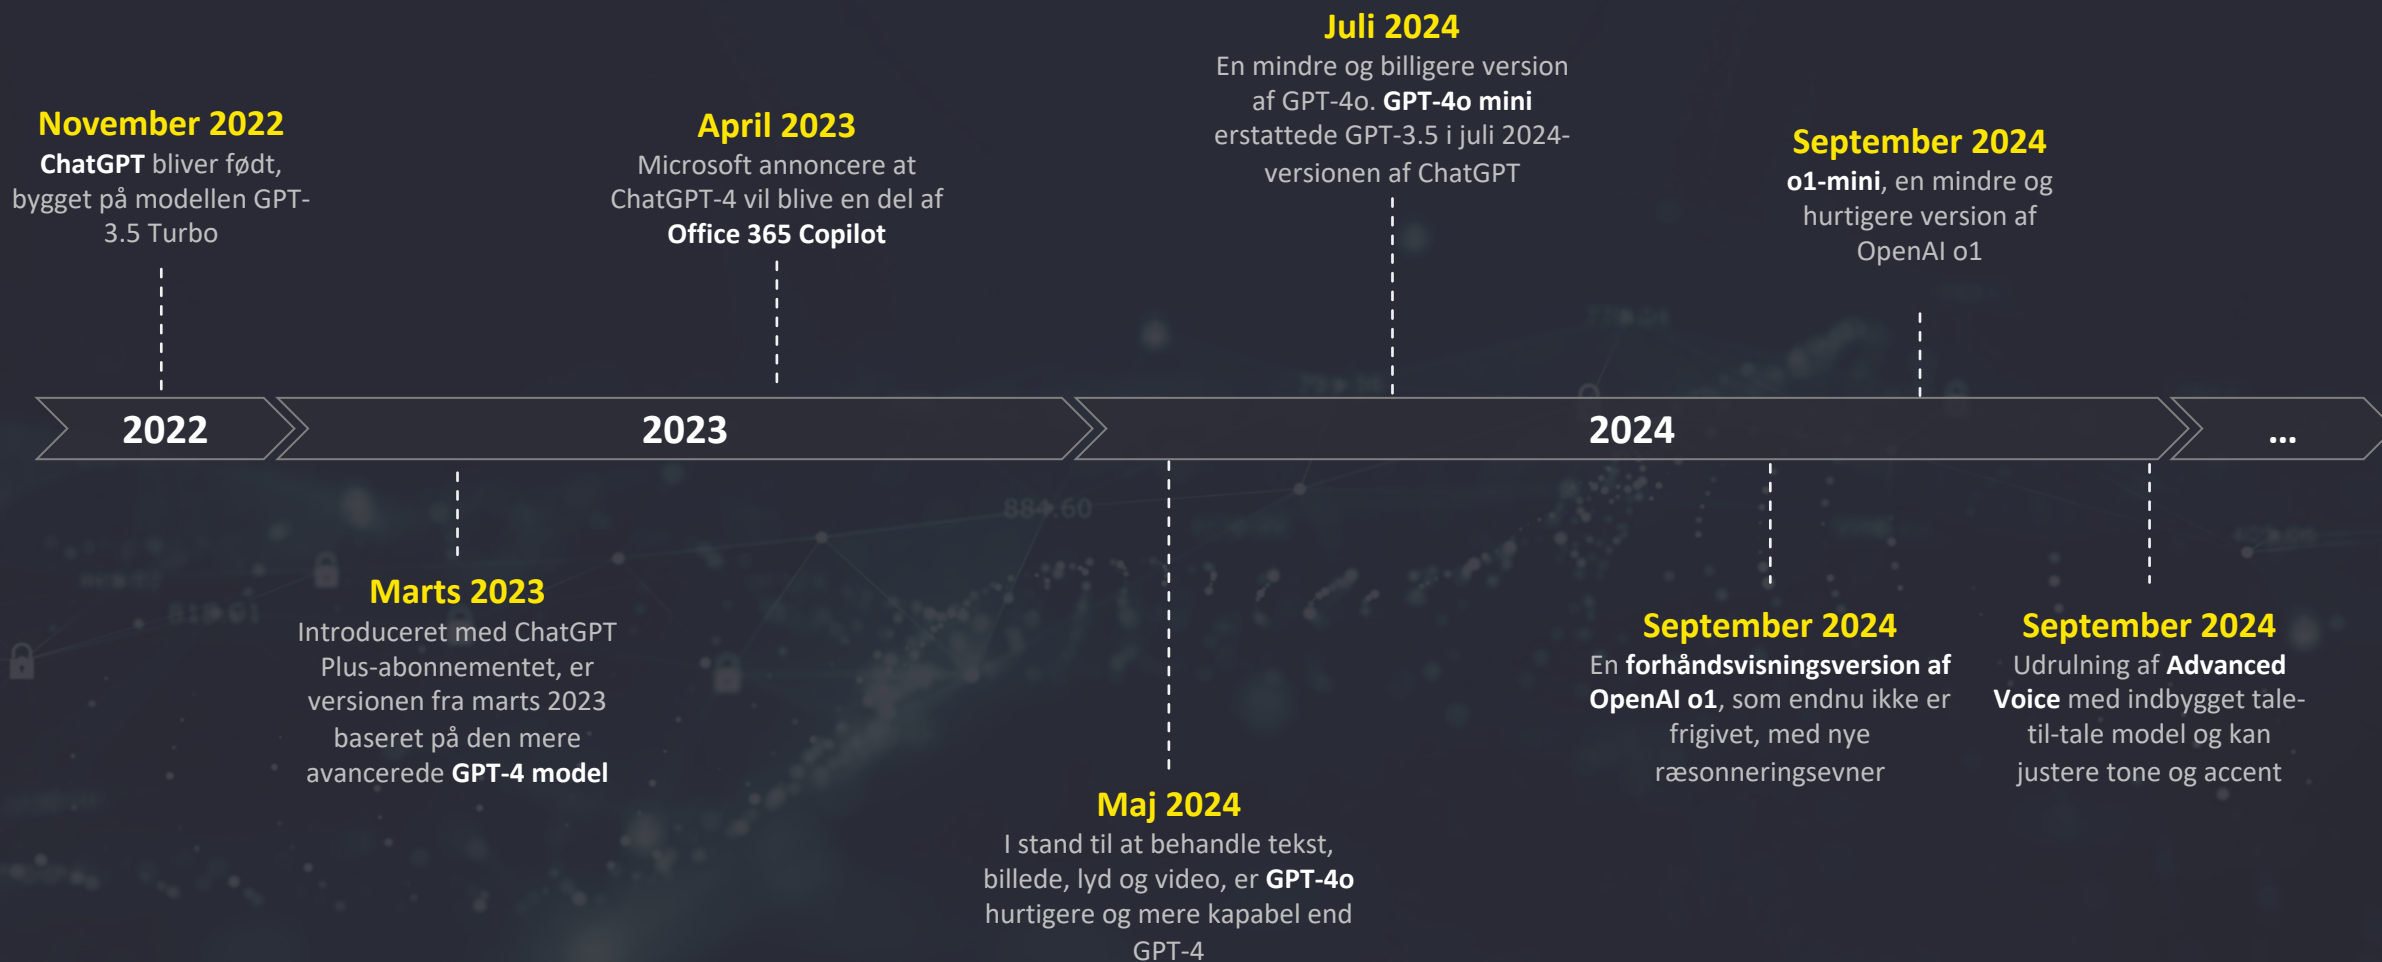 Juli 2024
En mindre og billigere version
af GPT-4o. GPT-4o mini
erstattede GPT-3.5 i juli 2024-
versionen af ChatGPT
November 2022
ChatGPT bliver født,
bygget på modellen GPT-
3.5 Turbo
April 2023
Microsoft annoncere at
ChatGPT-4 vil blive en del af
Office 365 Copilot
September 2024
o1-mini, en mindre og
hurtigere version af
OpenAI o1
2022
2023
2024
...
884.60
Marts 2023
Introduceret med ChatGPT
Plus-abonnementet, er
versionen fra marts 2023
baseret på den mere
avancerede GPT-4 model
Maj 2024
I stand til at behandle tekst,
billede, lyd og video, er GPT-4o
hurtigere og mere kapabel end
GPT-4
September 2024
En forhåndsvisningsversion af
OpenAI o1, som endnu ikke er
frigivet, med nye
ræsonneringsevner
September 2024
Udrulning af Advanced
Voice med indbygget tale-
til-tale model og kan
justere tone og accent